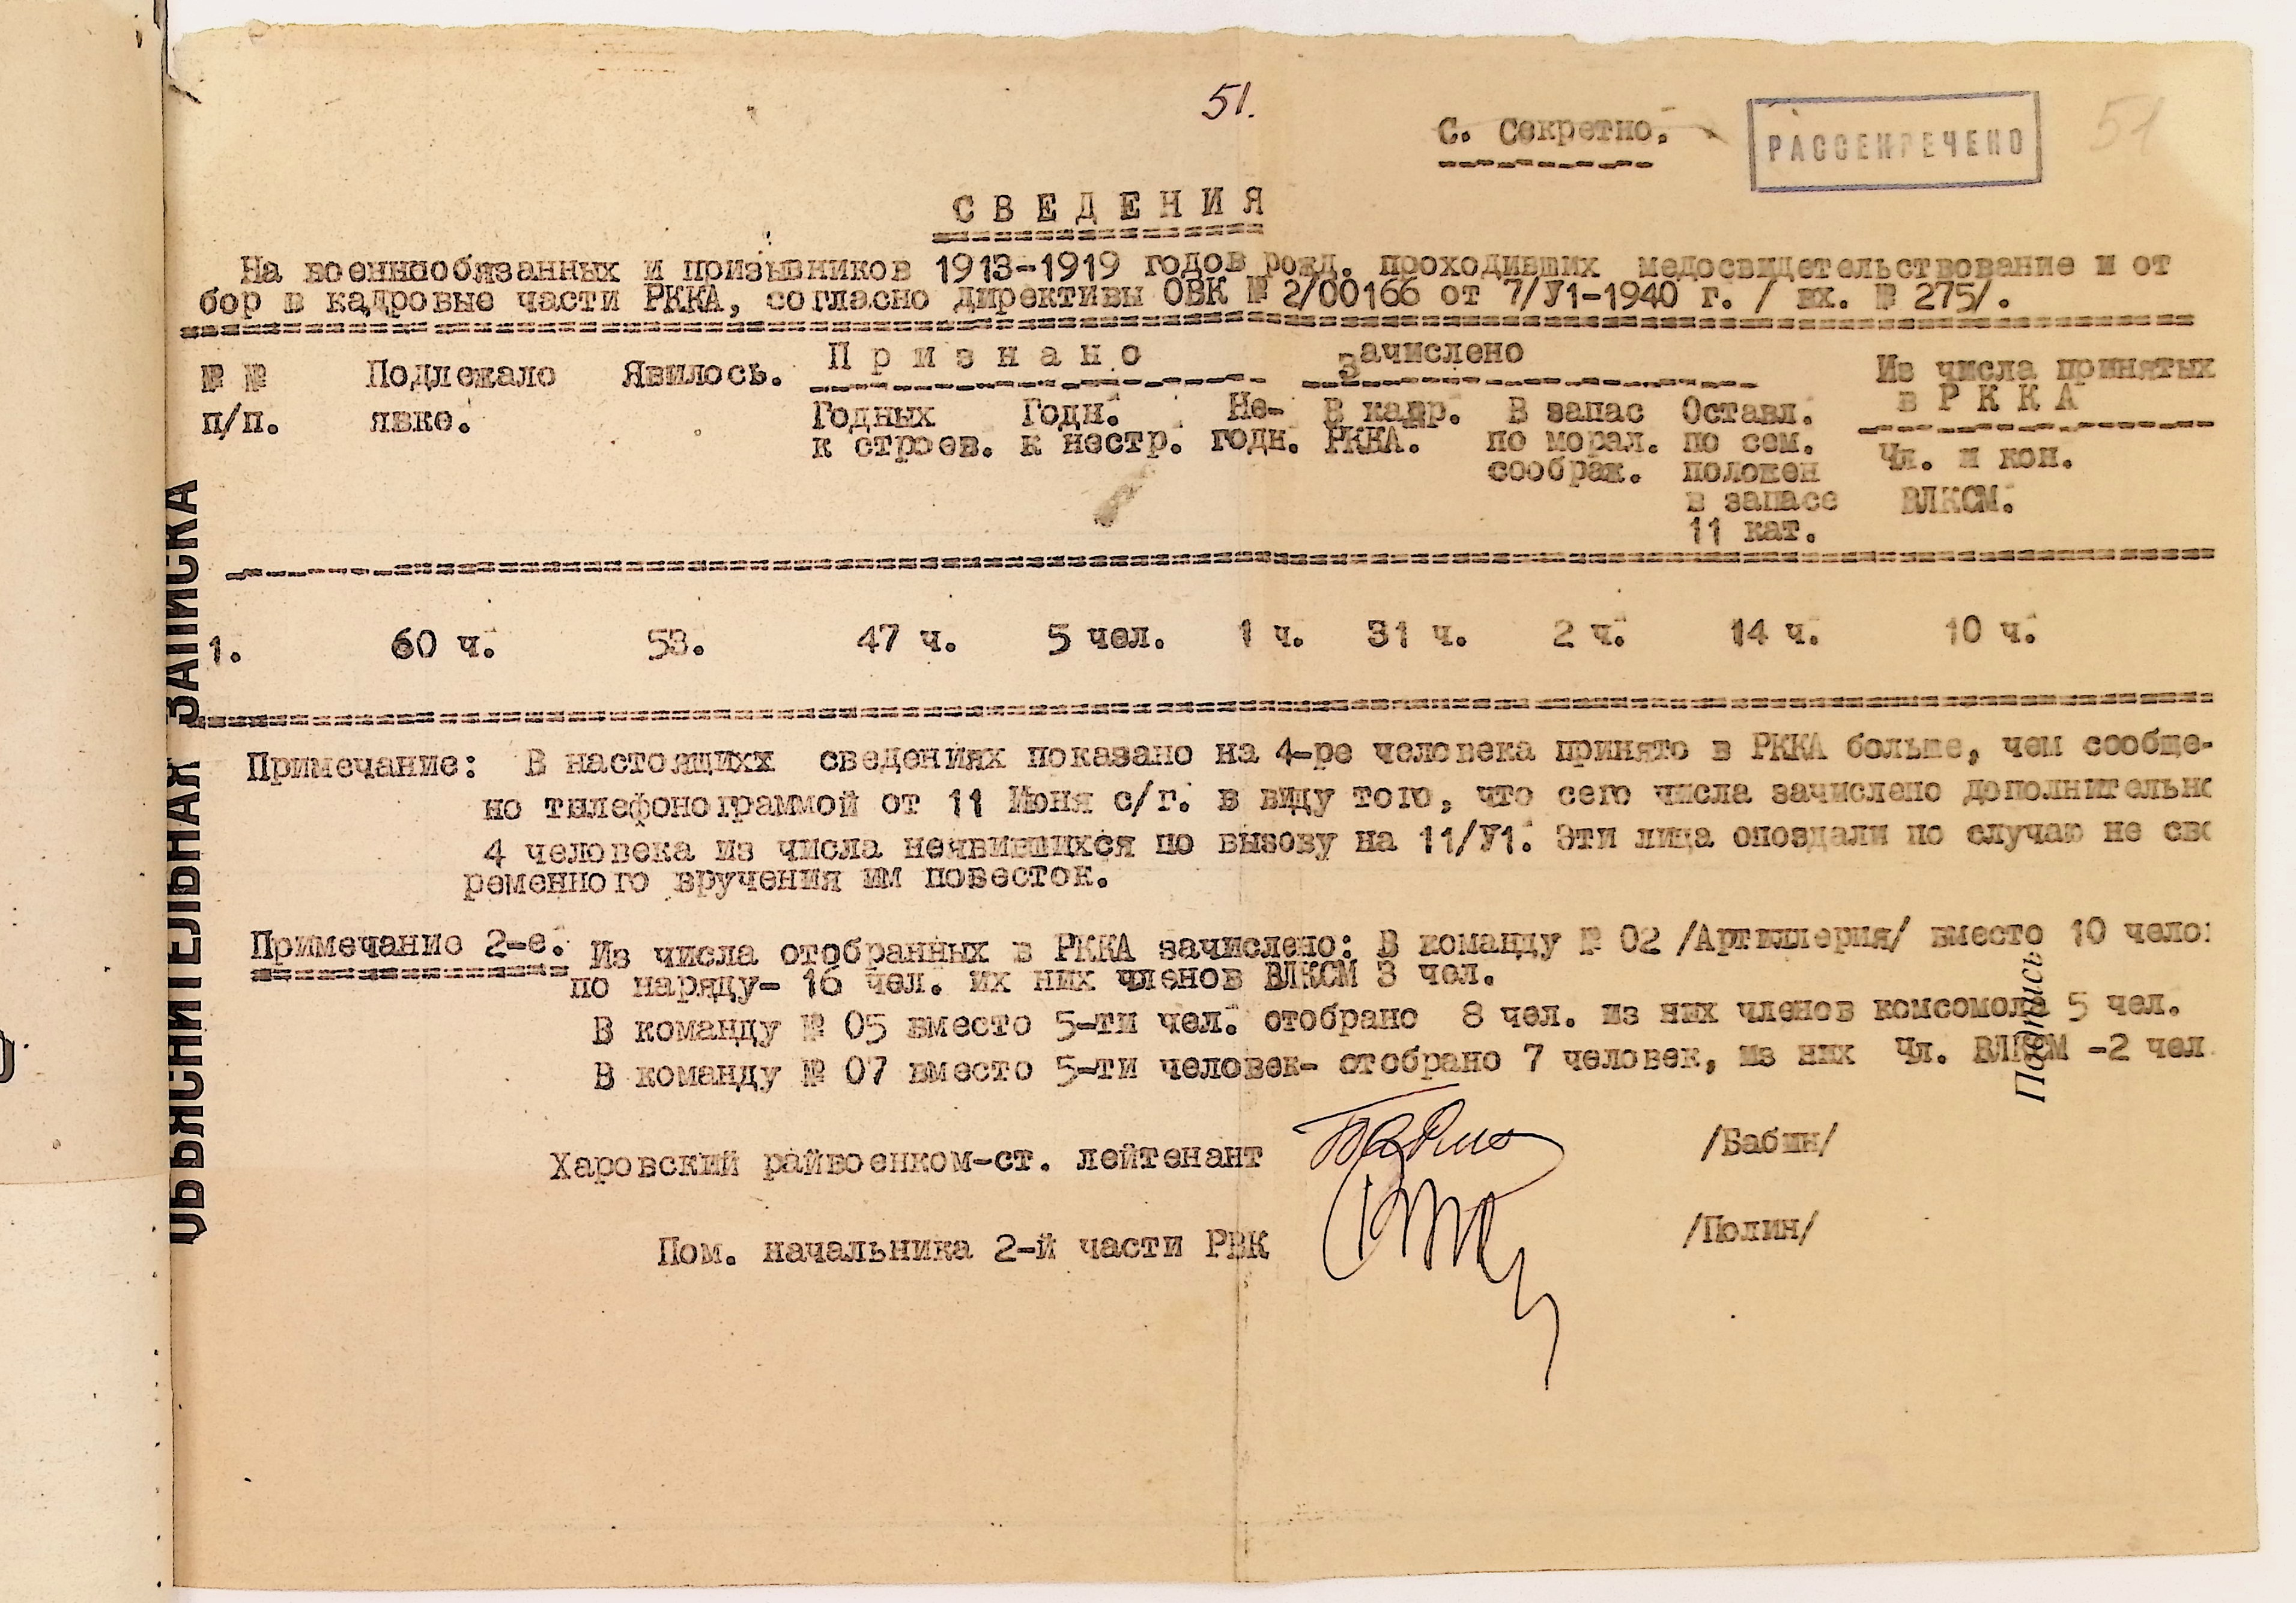 51.
С. Секретно.
РАССЕКРЕЧЕНО
51
С В Е Д Е Н И Я
На военнообязанных и призывников 1913-1919 годов рожд. проходивших медосвидетельствование и от
бор в кадровые части РККА, согласно директивы ОВК № 2/00166 от 7/У1-1940 г. / вх. № 275/.
№ № Подлежало Явилось. П р и з н а н о Зачислено Из числа принятых
в Р К К А
п/п. явке. Годных Годн. Не- В кадр. В запас Оставл.
к строев. к нестр. годн. РККА. по морал. по сем. Чл. и кон.
соображ. положен
в запасе ВЛКСМ.
11 кат.
1. 60 ч. 53. 47 ч. 5 чел. 1 ч. 31 ч. 2 ч. 14 ч. 10 ч.
Примечание: В настоящихх сведениях показано на 4-ре человека принято в РККА больше, чем сообще-
но тилефонограммой от 11 Июня с/г. в виду того, что сего числа зачислено дополнительно
4 человека из числа неявившихся по вызову на 11/У1. Эти лица опоздали по случаю не сво
ременного вручения им повесток.
Примечание 2-е. Из числа отобранных в РККА зачислено: В команду № 02 /Артиллерия/ вместо 10 челов
по наряду- 16 чел. их них членов ВЛКСМ 3 чел.
В команду № 05 вместо 5-ти чел. отобрано 8 чел. из них членов комсомола 5 чел.
В команду № 07 вместо 5-ти человек- отобрано 7 человек, из них Чл. ВЛКСМ -2 чел
Харовский райвоенком-ст. лейтенант /Бабин/
Пом. начальника 2-й части РВК /Полин/
ОБЪЯСНИТЕЛЬНАЯ ЗАПИСКА
Подпись